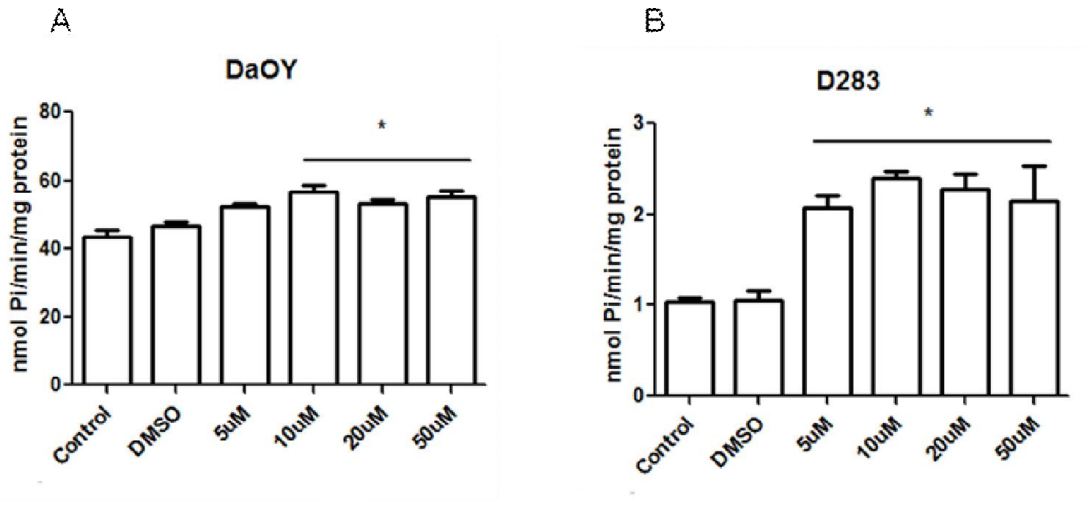 A
DaOY
nmol Pi/min/mg protein
80
60
40
20
0
*
Control
DMSO
5uM
10uM
20uM
50uM
B
D283
nmol Pi/min/mg protein
3
2
1
0
*
Control
DMSO
5uM
10uM
20uM
50uM